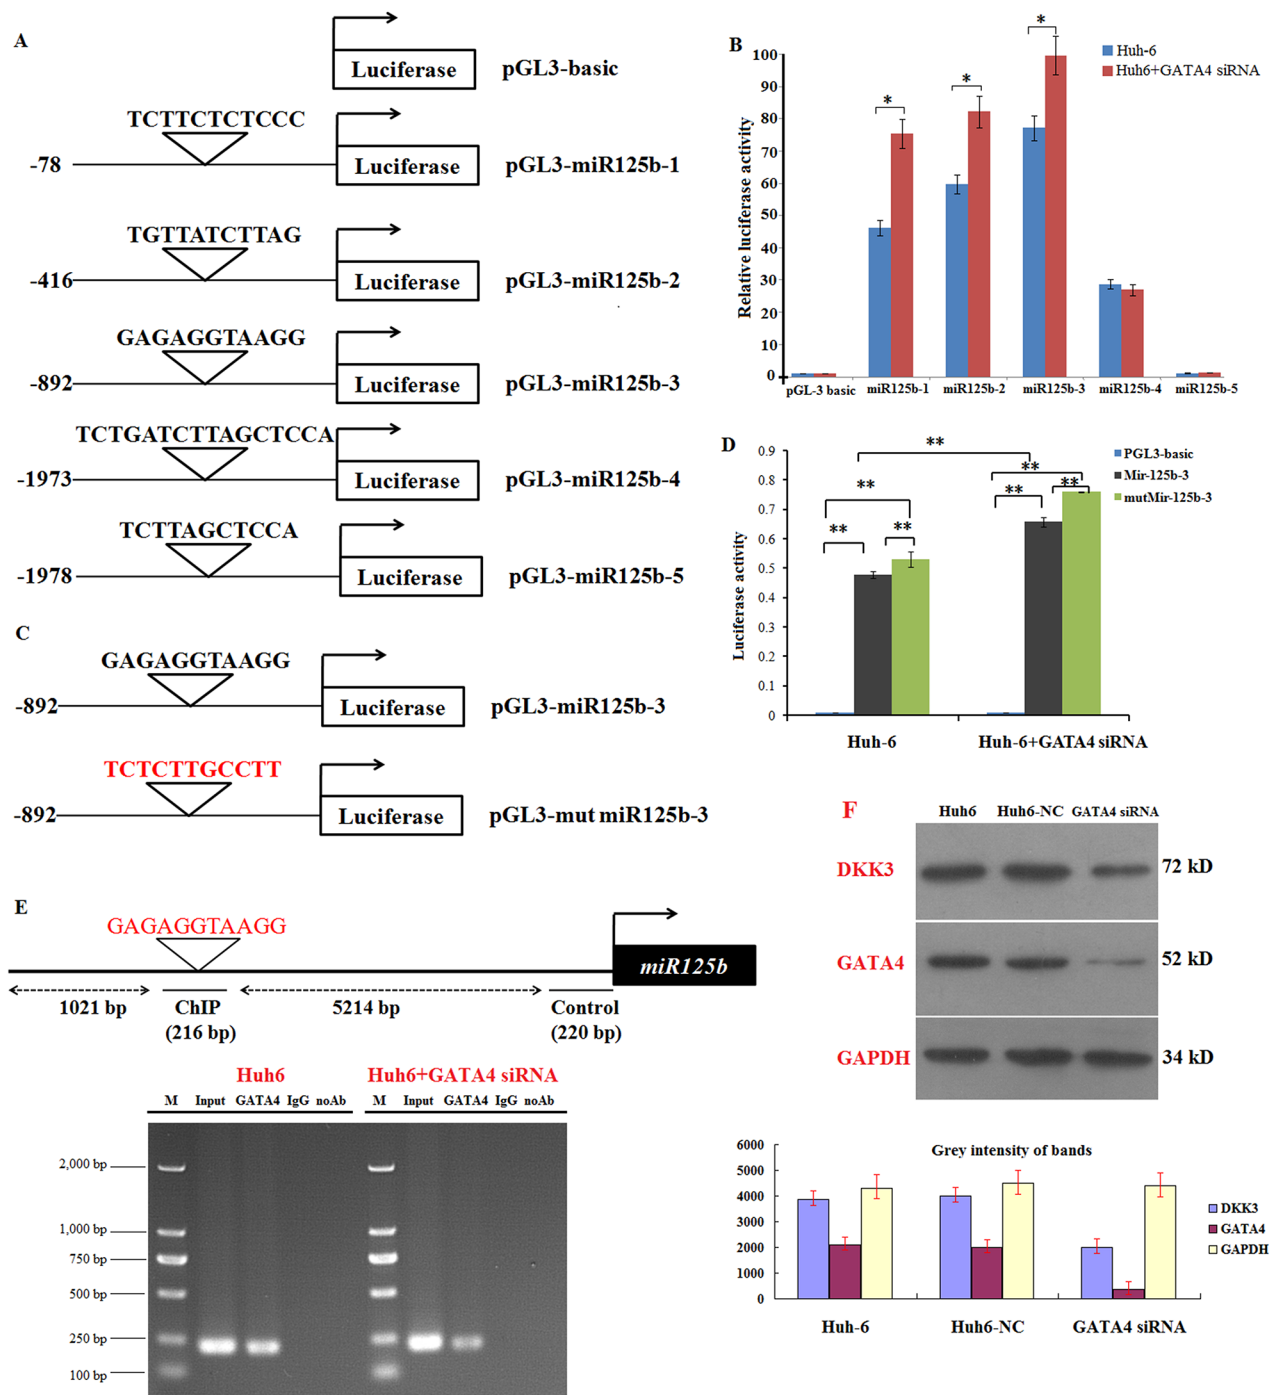 A
Luciferase pGL3-basic
TCTTCTCTCCC
-78 Luciferase pGL3-miR125b-1
TGTTATCTTAG
-416 Luciferase pGL3-miR125b-2
GAGAGGTAAGG
-892 Luciferase pGL3-miR125b-3
TCTGATCTTAGCTCCA
-1973 Luciferase pGL3-miR125b-4
TCTTAGCTCCA
-1978 Luciferase pGL3-miR125b-5
B
Huh-6
Huh6+GATA4 siRNA
Relative luciferase activity
100
90
80
70
60
50
40
30
20
10
0
* * *
pGL-3 basic miR125b-1 miR125b-2 miR125b-3 miR125b-4 miR125b-5
C
GAGAGGTAAGG
-892 Luciferase pGL3-miR125b-3
TCTCTTGCCTT
-892 Luciferase pGL3-mut miR125b-3
D
PGL3-basic
Mir-125b-3
mutMir-125b-3
Luciferase activity
0.9
0.8
0.7
0.6
0.5
0.4
0.3
0.2
0.1
0
**
** ** **
** ** **
Huh-6 Huh-6+GATA4 siRNA
E
GAGAGGTAAGG
miR125b
1021 bp ChIP 5214 bp Control
(216 bp) (220 bp)
Huh6 Huh6+GATA4 siRNA
M Input GATA4 IgG noAb M Input GATA4 IgG noAb
2,000 bp
1,000 bp
750 bp
500 bp
250 bp
100 bp
F
Huh6 Huh6-NC GATA4 siRNA
DKK3 72 kD
GATA4 52 kD
GAPDH 34 kD
Grey intensity of bands
6000
5000
4000
3000
2000
1000
0
DKK3
GATA4
GAPDH
Huh-6 Huh6-NC GATA4 siRNA